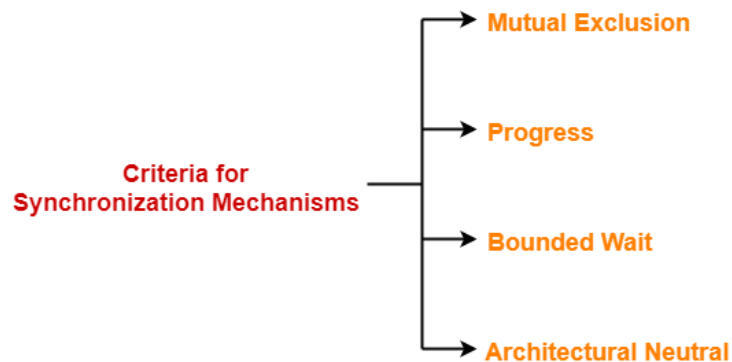 Mutual Exclusion
Progress
Criteria for
Synchronization Mechanisms
Bounded Wait
Architectural Neutral